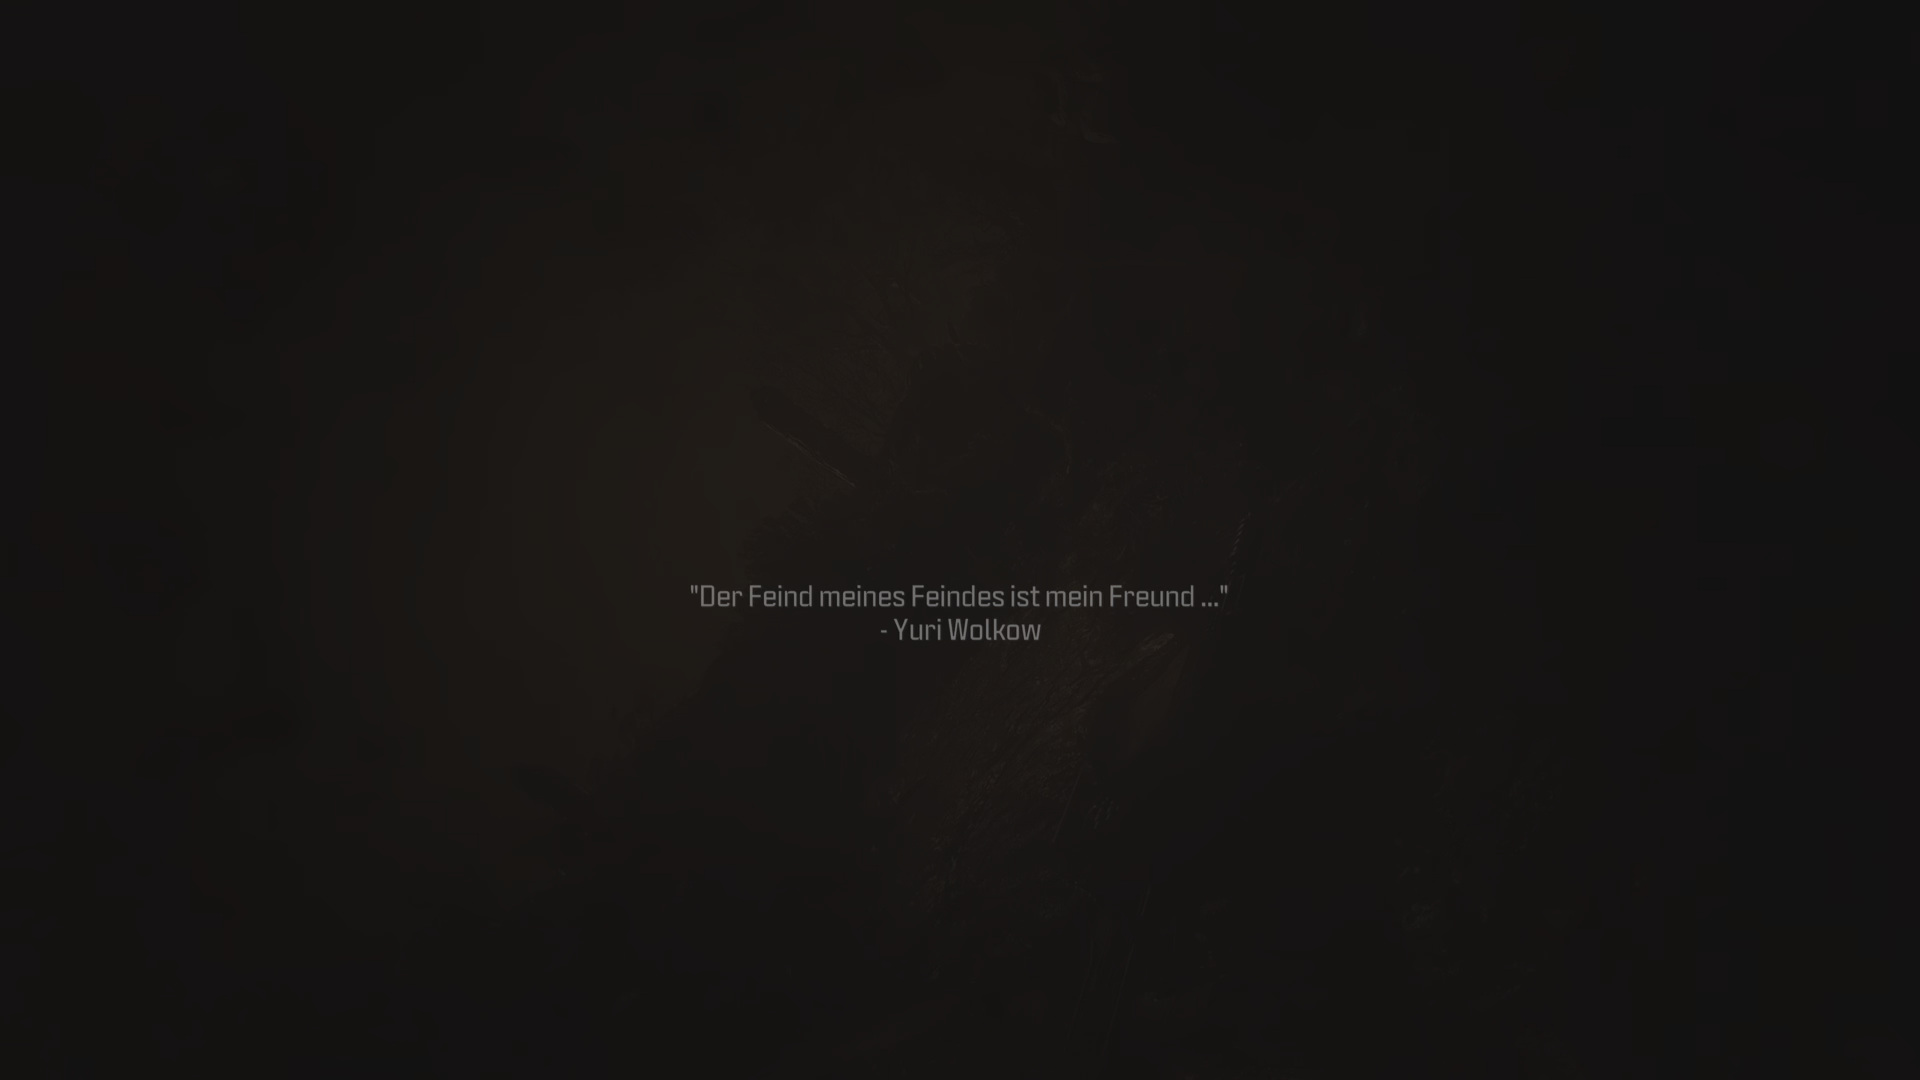 "Der Feind meines Feindes ist mein Freund ..."
- Yuri Wolkow